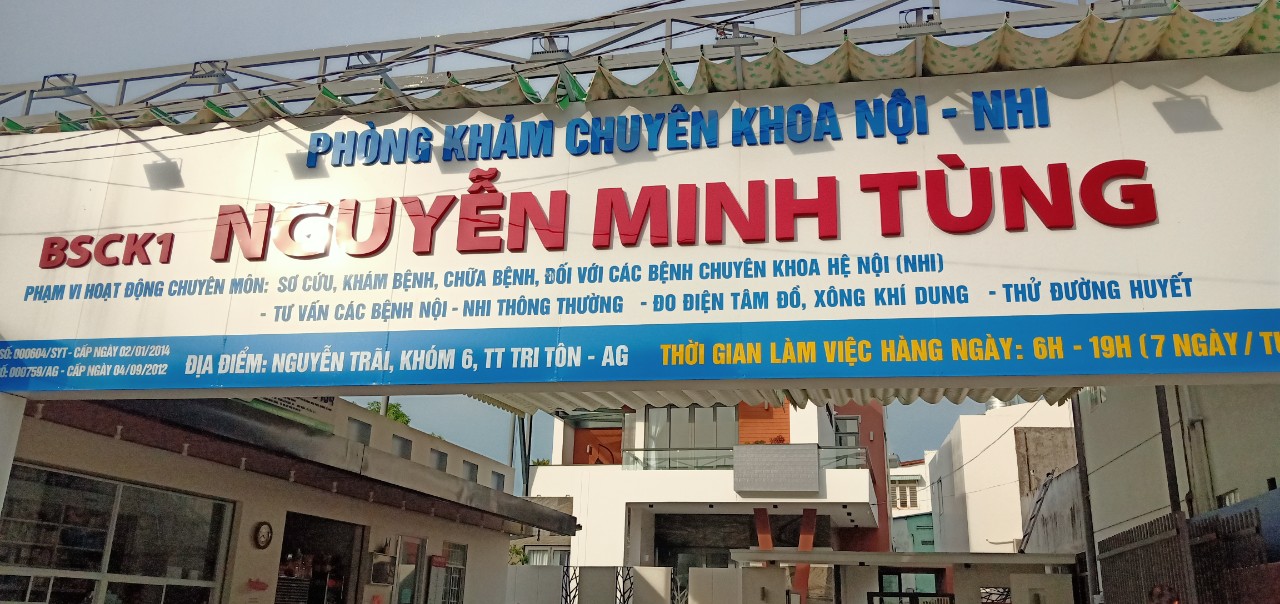 PHÒNG KHÁM CHUYÊN KHOA NỘI - NHI
BSCK1 NGUYỄN MINH TÙNG
PHẠM VI HOẠT ĐỘNG CHUYÊN MÔN: SƠ CỨU, KHÁM BỆNH, CHỮA BỆNH, ĐỐI VỚI CÁC BỆNH CHUYÊN KHOA HỆ NỘI (NHI)
- TƯ VẤN CÁC BỆNH NỘI - NHI THÔNG THƯỜNG - ĐO ĐIỆN TÂM ĐỒ, XÔNG KHÍ DUNG - THỬ ĐƯỜNG HUYẾT
SỐ: 000604/SYT - CẤP NGÀY 02/01/2014
SỐ: 000759/AG - CẤP NGÀY 04/09/2012
ĐỊA ĐIỂM: NGUYỄN TRÃI, KHÓM 6, TT TRI TÔN - AG THỜI GIAN LÀM VIỆC HÀNG NGÀY: 6H - 19H (7 NGÀY/